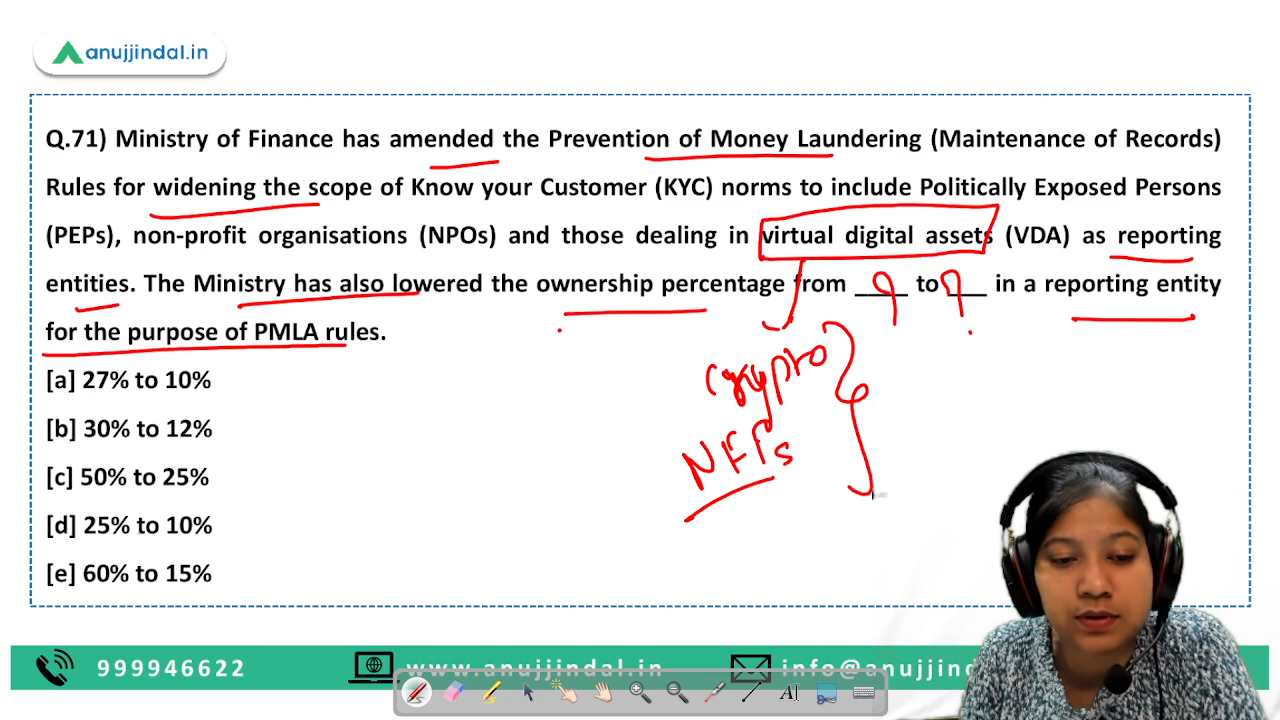 anujjindal.in
Q.71) Ministry of Finance has amended the Prevention of Money Laundering (Maintenance of Records)
Rules for widening the scope of Know your Customer (KYC) norms to include Politically Exposed Persons
(PEPs), non-profit organisations (NPOs) and those dealing in virtual digital assets (VDA) as reporting
entities. The Ministry has also lowered the ownership percentage from ____ ? to ___ ? in a reporting entity
for the purpose of PMLA rules.
crypto
[a] 27% to 10%
[b] 30% to 12%
NFTs
[c] 50% to 25%
[d] 25% to 10%
[e] 60% to 15%
999946622 www.anujjindal.in info@anujjind
AI